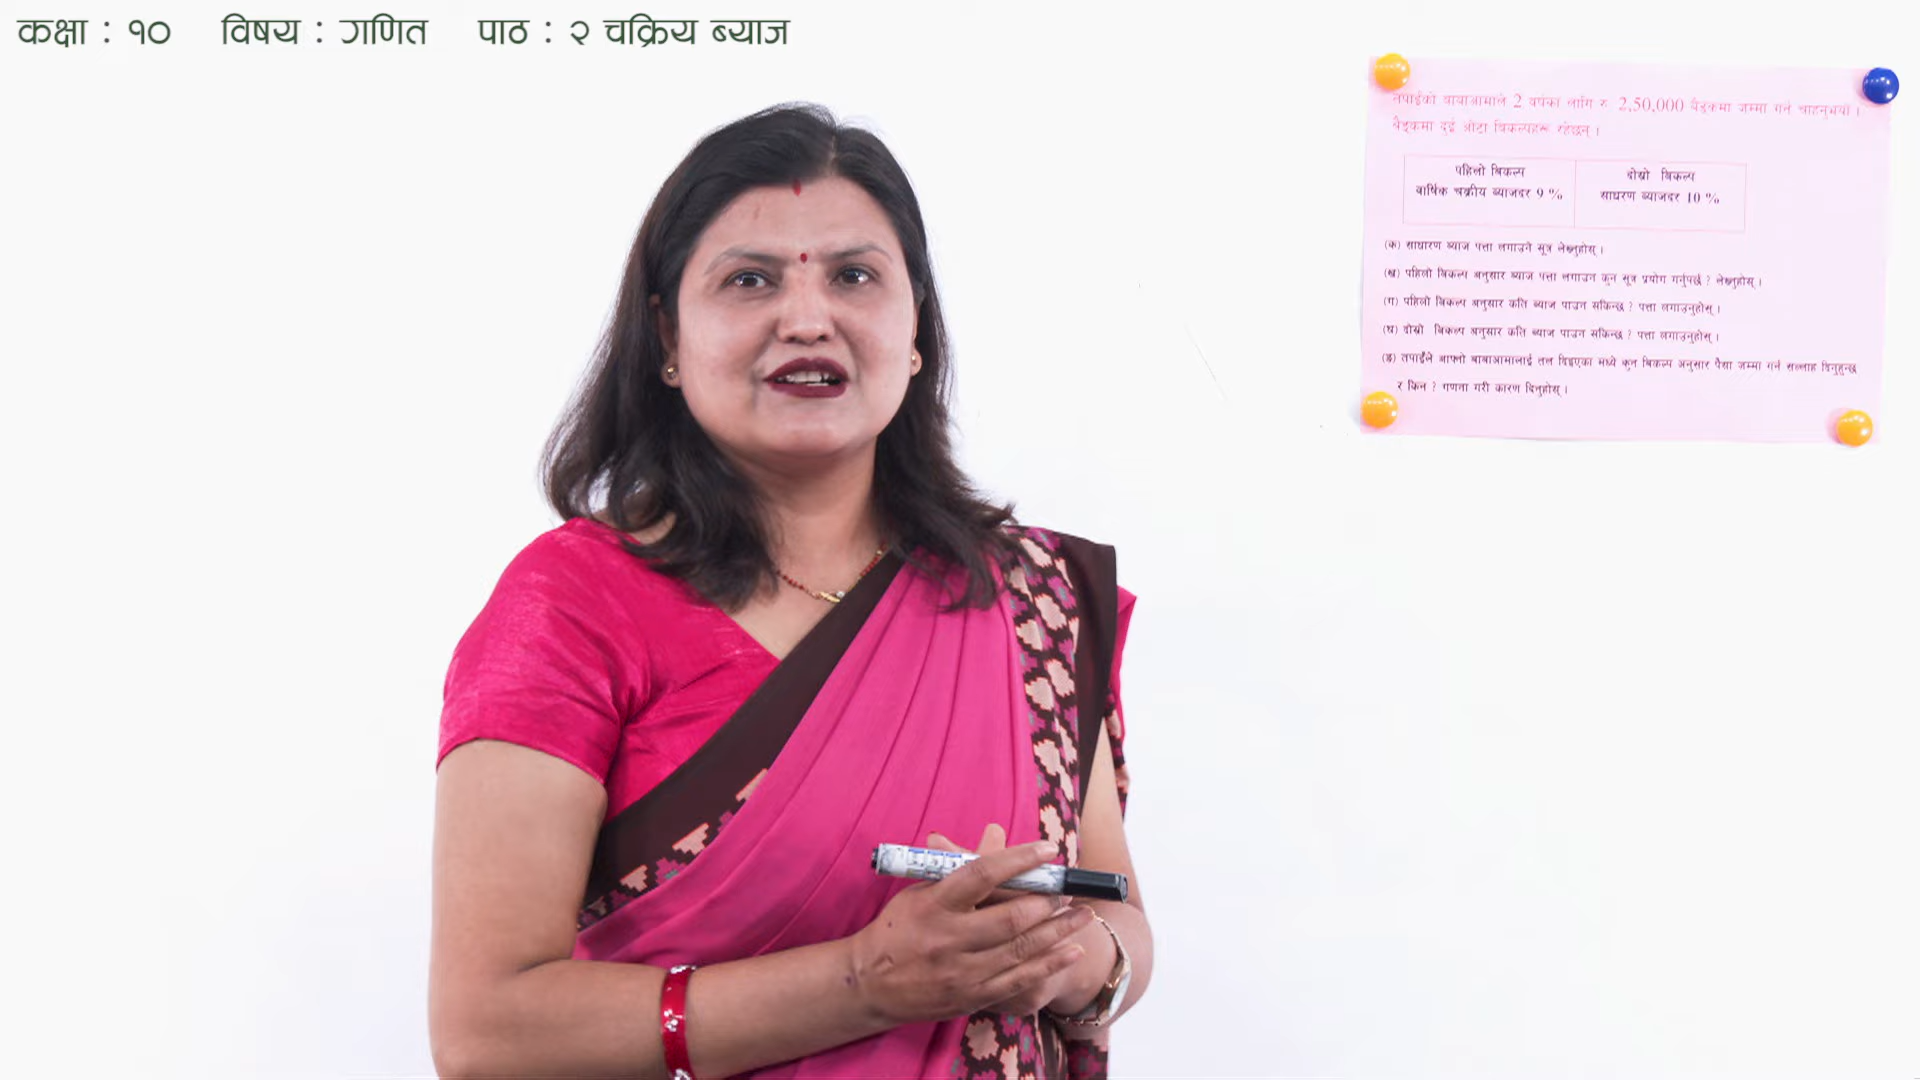 कक्षा : १० विषय : गणित पाठ : २ चक्रिय ब्याज
तपाईको बाबाआमाले 2 वर्षका लागि रु 2,50,000 बैङ्कमा जम्मा गर्न चाहनुभयो ।
बैङ्कमा दुई ओटा विकल्पहरू रहेछन् ।
पहिलो विकल्प
वार्षिक चक्रीय ब्याजदर 9 %
दोस्रो विकल्प
साधरण ब्याजदर 10 %
(क) साधारण ब्याज पत्ता लगाउने सूत्र लेख्नुहोस् ।
(ख) पहिलो विकल्प अनुसार ब्याज पत्ता लगाउन कुन सूत्र प्रयोग गर्नुपर्छ ? लेख्नुहोस् ।
(ग) पहिलो विकल्प अनुसार कति ब्याज पाउन सकिन्छ ? पत्ता लगाउनुहोस् ।
(घ) दोस्रो विकल्प अनुसार कति ब्याज पाउन सकिन्छ ? पत्ता लगाउनुहोस् ।
(ङ) तपाईँले आफ्नो बाबाआमालाई तल दिइएका मध्ये कुन विकल्प अनुसार पैसा जम्मा गर्न सल्लाह दिनुहुन्छ
र किन ? गणना गरी कारण दिनुहोस् ।